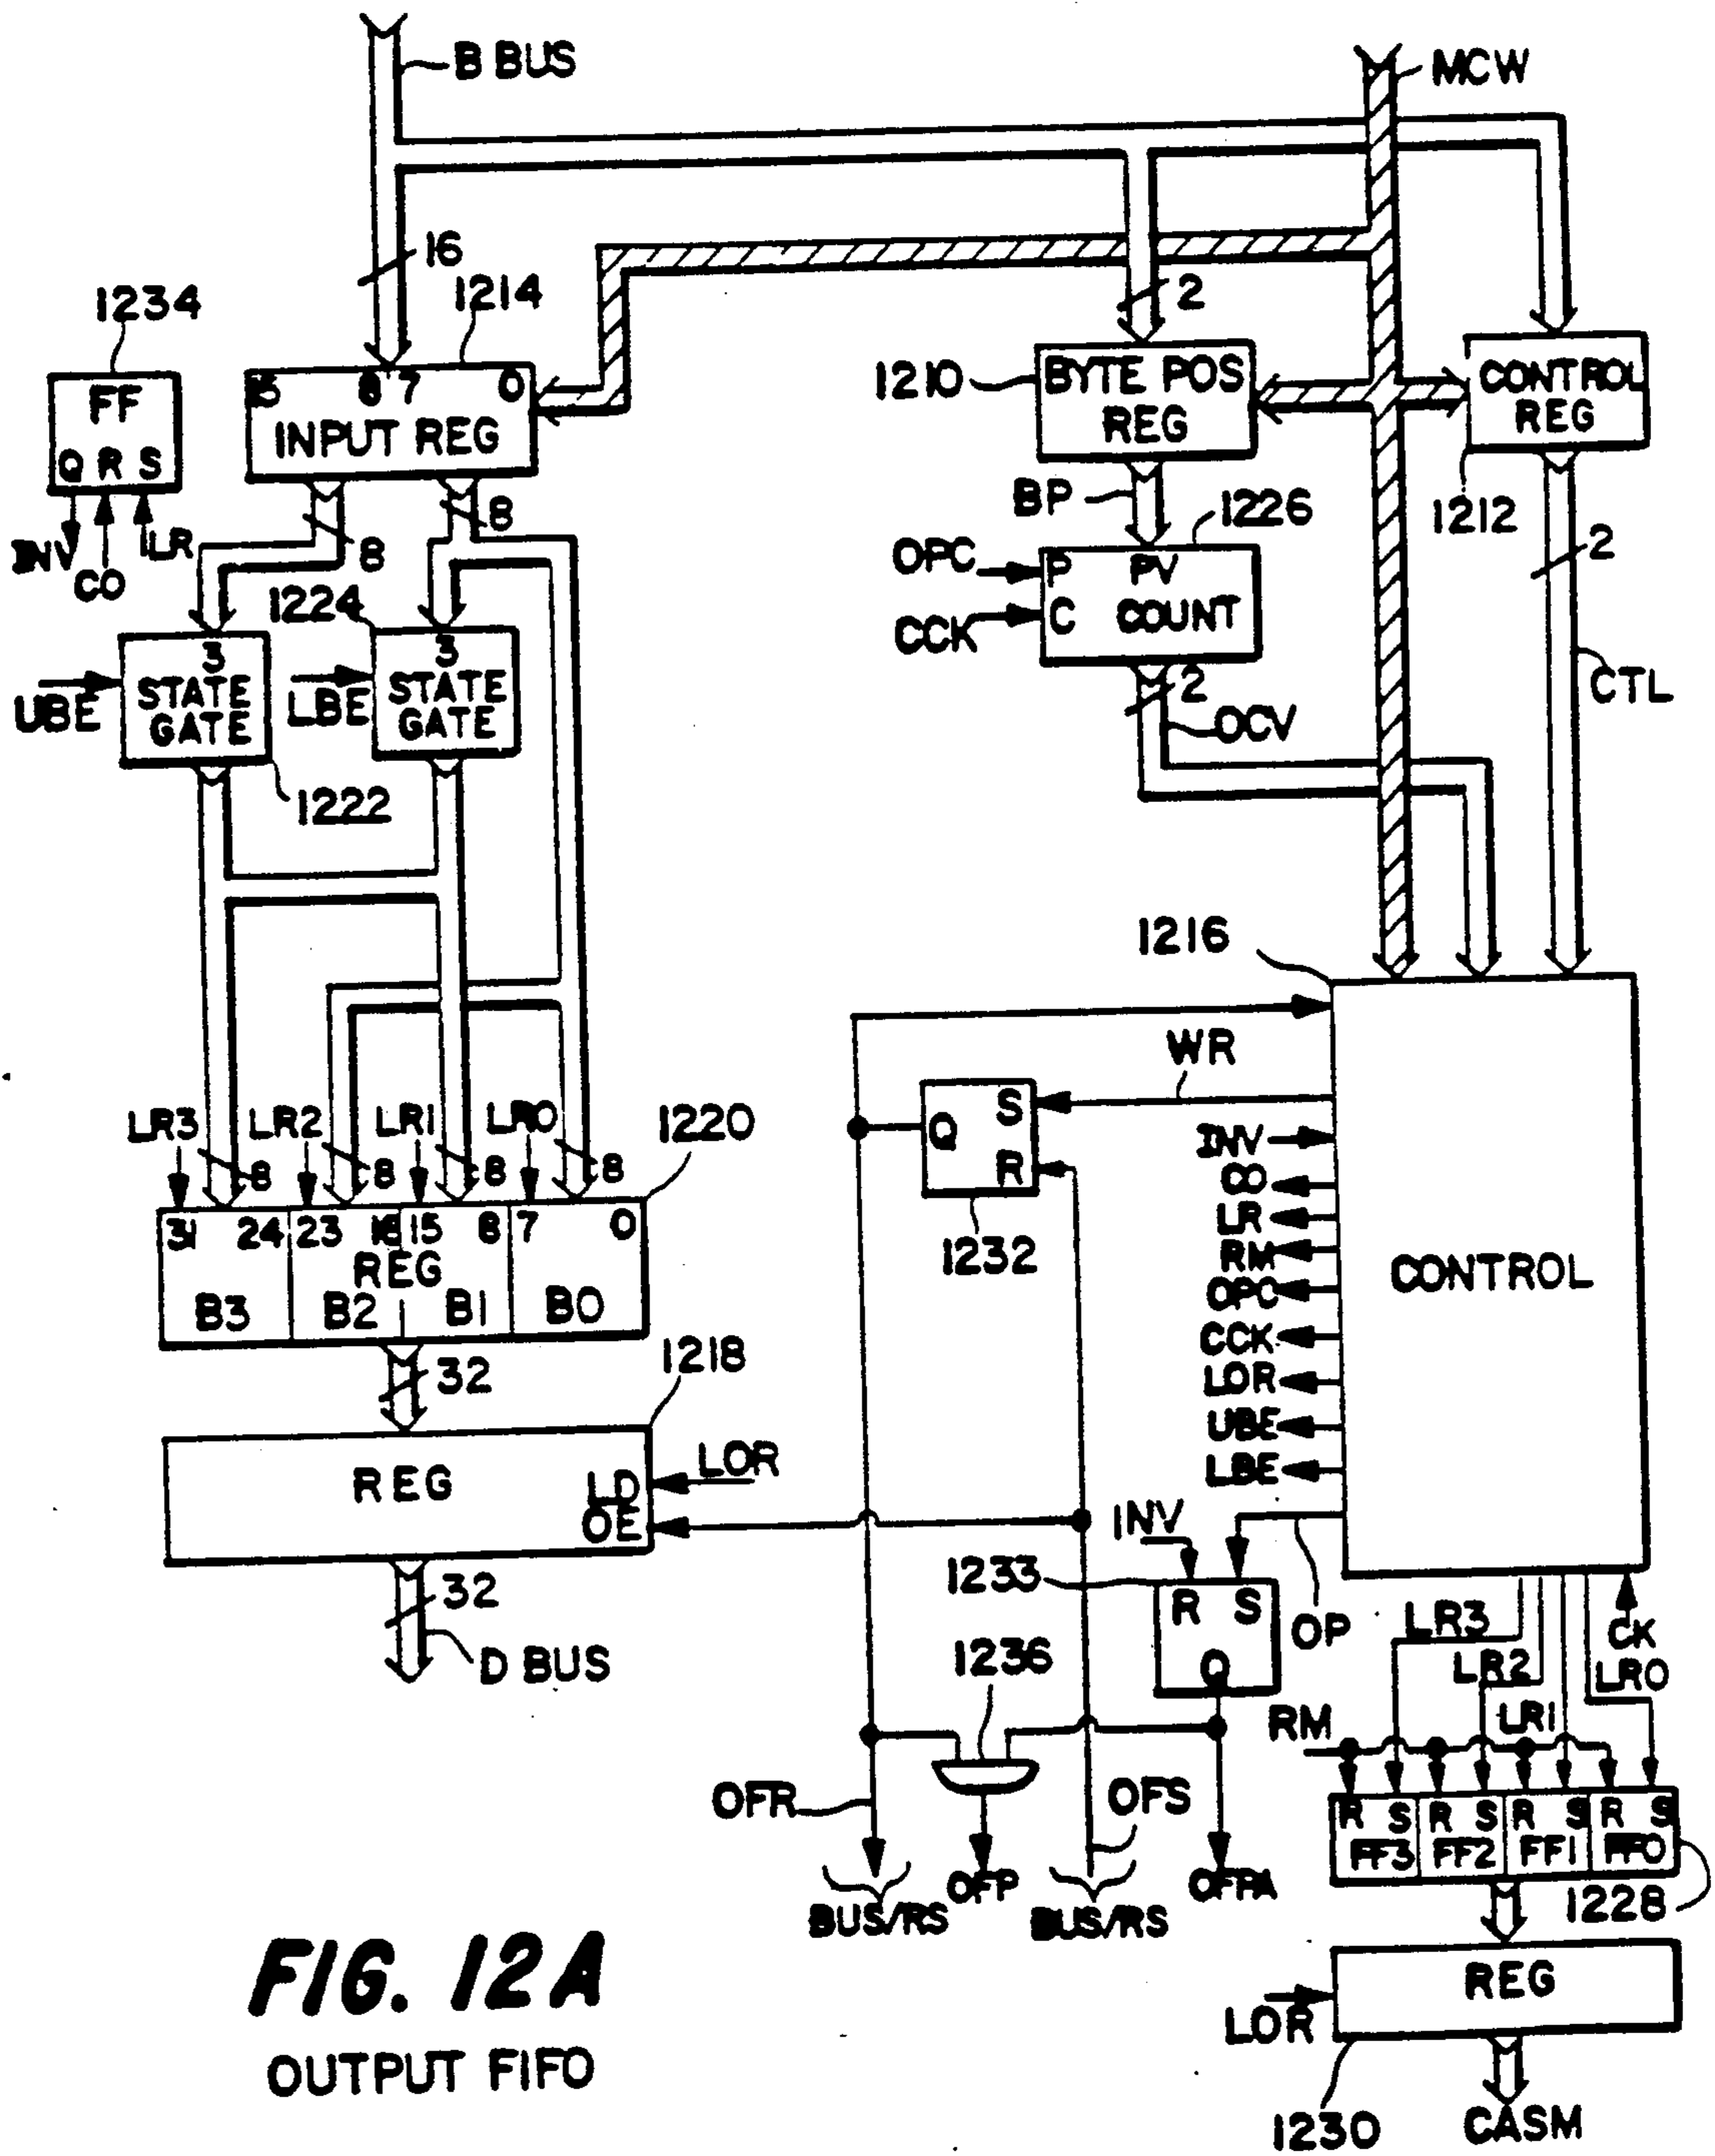 B BUS
MCW
16
1234
1214
2
FF
Q R S
15 8 7 0
INPUT REG
1210
BYTE POS
REG
CONTROL
REG
INV
CO
LR
8
8
BP
1226
1212
2
OPC
CCK
P PV
C COUNT
1224
UBE
3
STATE
GATE
LBE
3
STATE
GATE
1222
2
OCV
CTL
1216
WR
LR3
LR2
LR1
LR0
1220
8
8
8
8
31 24 23 16 15 8 7 0
REG
B3 B2 B1 B0
Q S
R
1232
INV
CO
LR
RM
OPC
CCK
LOR
UBE
LBE
CONTROL
32
1218
REG
LD
OE
LOR
32
D BUS
INV
1233
R S
Q
OP
1236
LR3
LR2
LR1
CK
LR0
RM
OFR
OFP
OFS
OFPA
BUS/RS
BUS/RS
R S R S R S R S
FF3 FF2 FF1 FF0
1228
REG
LOR
1230
CASM
FIG. 12A
OUTPUT FIFO